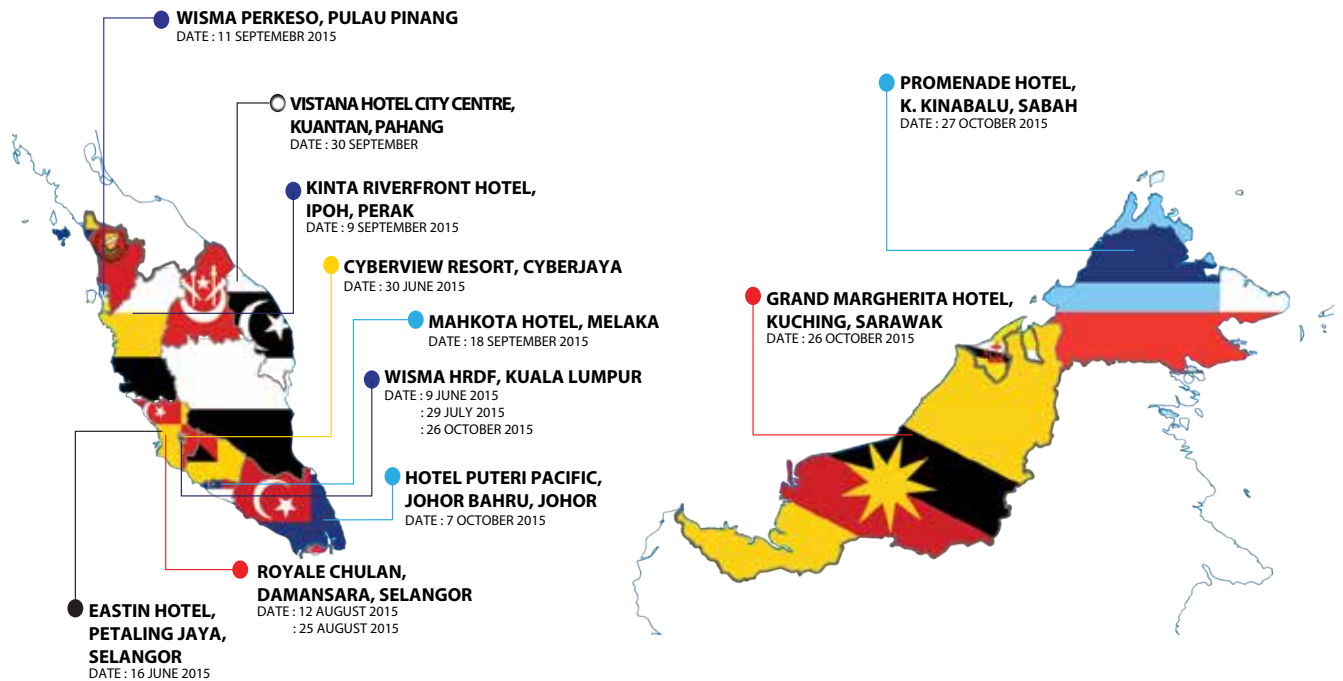 WISMA PERKESO, PULAU PINANG
DATE : 11 SEPTEMEBR 2015
VISTANA HOTEL CITY CENTRE,
KUANTAN, PAHANG
DATE : 30 SEPTEMBER
KINTA RIVERFRONT HOTEL,
IPOH, PERAK
DATE : 9 SEPTEMBER 2015
CYBERVIEW RESORT, CYBERJAYA
DATE : 30 JUNE 2015
MAHKOTA HOTEL, MELAKA
DATE : 18 SEPTEMBER 2015
WISMA HRDF, KUALA LUMPUR
DATE : 9 JUNE 2015
: 29 JULY 2015
: 26 OCTOBER 2015
HOTEL PUTERI PACIFIC,
JOHOR BAHRU, JOHOR
DATE : 7 OCTOBER 2015
ROYALE CHULAN,
DAMANSARA, SELANGOR
DATE : 12 AUGUST 2015
: 25 AUGUST 2015
EASTIN HOTEL,
PETALING JAYA,
SELANGOR
DATE : 16 JUNE 2015
PROMENADE HOTEL,
K. KINABALU, SABAH
DATE : 27 OCTOBER 2015
GRAND MARGHERITA HOTEL,
KUCHING, SARAWAK
DATE : 26 OCTOBER 2015